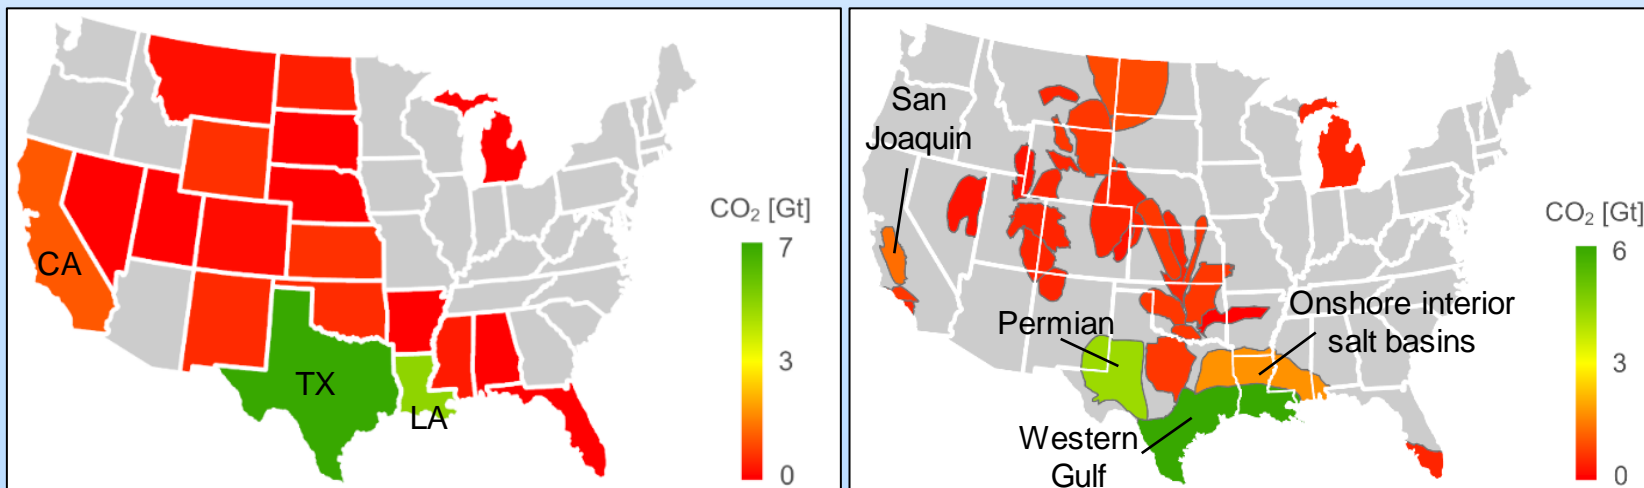 CA
TX
LA
CO₂ [Gt]
7
3
0
San
Joaquin
Permian
Onshore interior
salt basins
Western
Gulf
CO₂ [Gt]
6
3
0